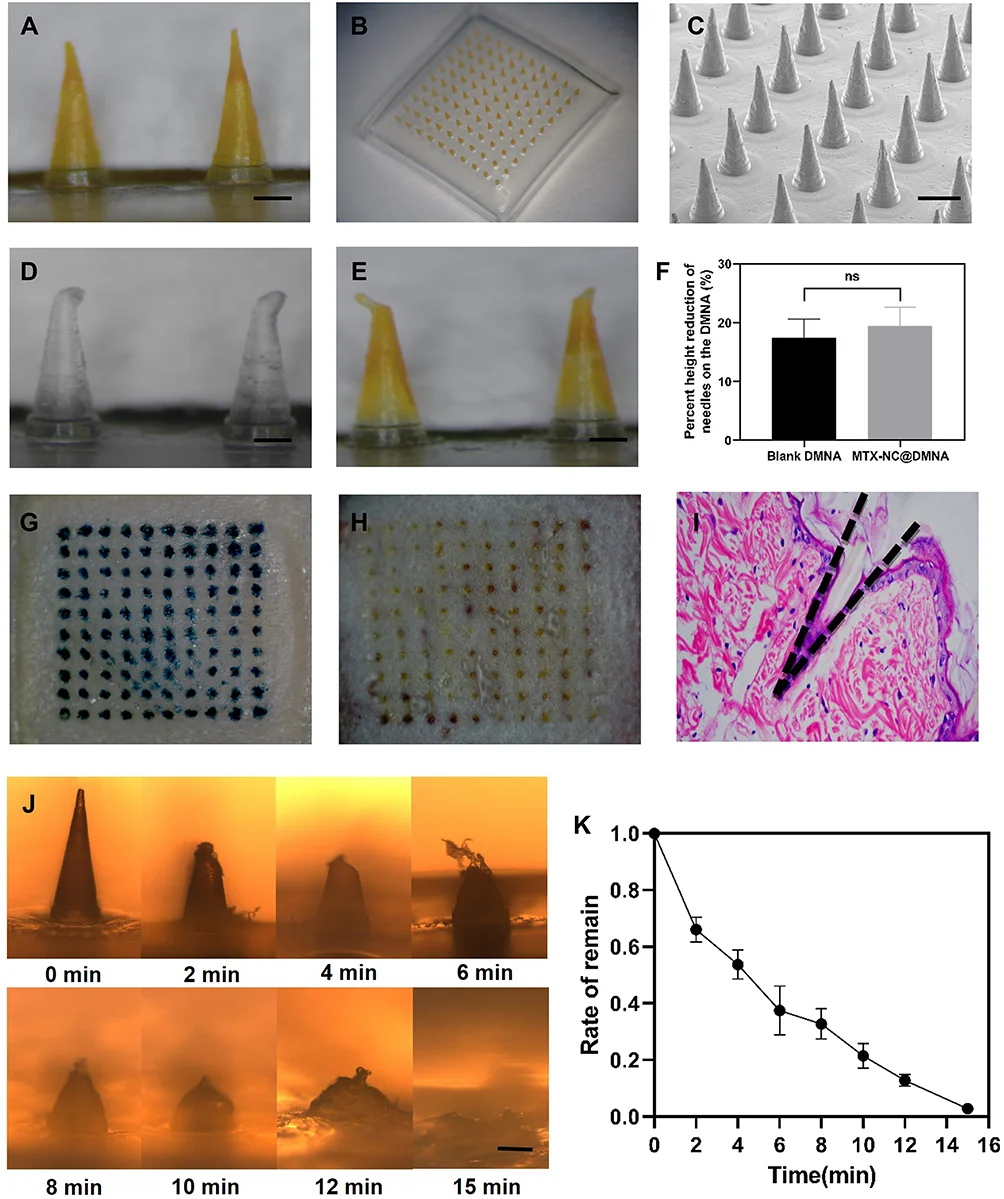 A
B
C
D
E
F
Percent height reduction of
needles on the DMNA (%)
30
20
10
0
ns
Blank DMNA
MTX-NC@DMNA
G
H
I
J
0 min
2 min
4 min
6 min
8 min
10 min
12 min
15 min
K
Rate of remain
1.0
0.8
0.6
0.4
0.2
0.0
0
2
4
6
8
10
12
14
16
Time(min)